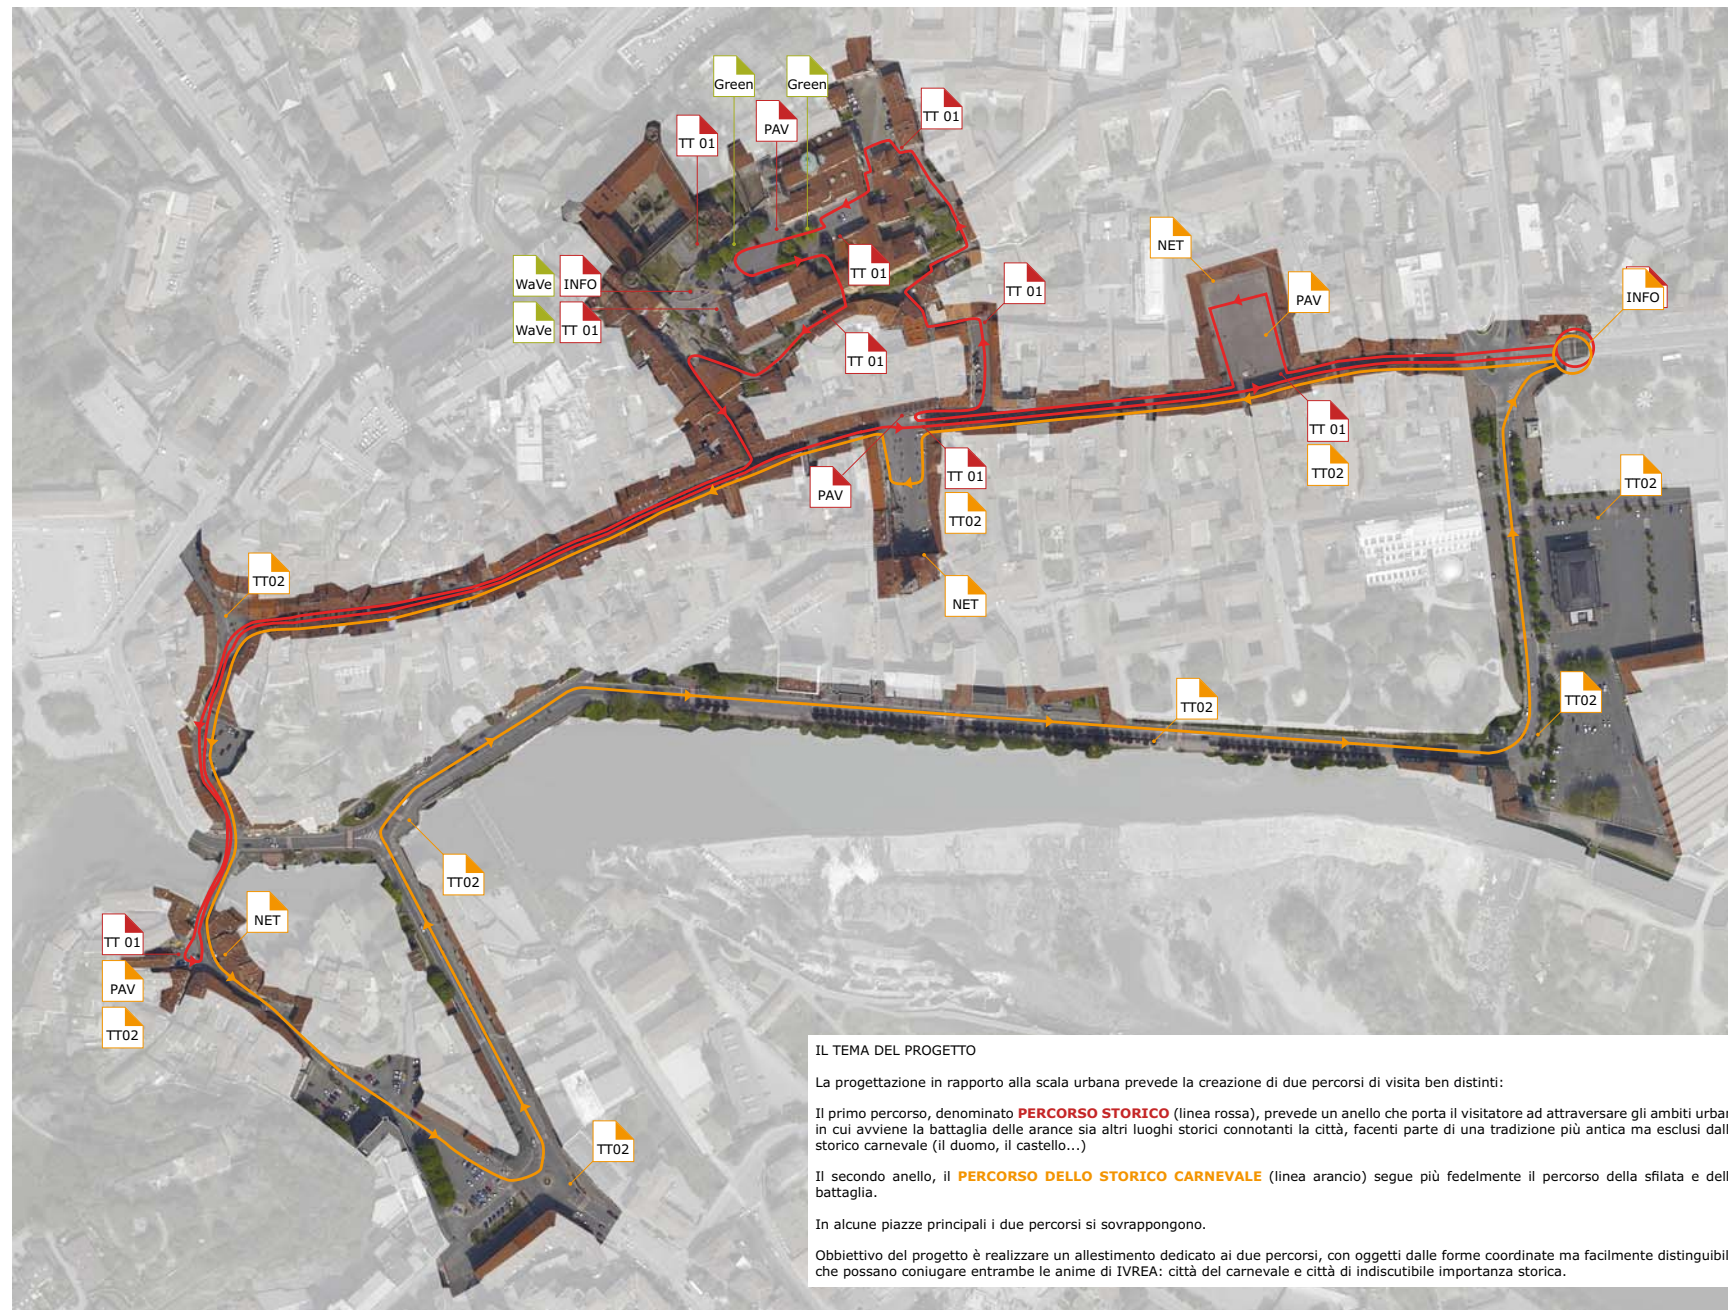 Green
Green
PAV
TT 01
TT 01
NET
WaVe
INFO
TT 01
TT 01
PAV
INFO
WaVe
TT 01
TT 01
TT 01
TT 01
TT02
PAV
TT 01
TT02
TT02
TT02
NET
TT02
TT02
TT02
NET
TT 01
PAV
TT02
TT02
IL TEMA DEL PROGETTO
La progettazione in rapporto alla scala urbana prevede la creazione di due percorsi di visita ben distinti:
Il primo percorso, denominato PERCORSO STORICO (linea rossa), prevede un anello che porta il visitatore ad attraversare gli ambiti urba
in cui avviene la battaglia delle arance sia altri luoghi storici connotanti la città, facenti parte di una tradizione più antica ma esclusi dall
storico carnevale (il duomo, il castello...)
Il secondo anello, il PERCORSO DELLO STORICO CARNEVALE (linea arancio) segue più fedelmente il percorso della sfilata e dell
battaglia.
In alcune piazze principali i due percorsi si sovrappongono.
Obbiettivo del progetto è realizzare un allestimento dedicato ai due percorsi, con oggetti dalle forme coordinate ma facilmente distinguibil
che possano coniugare entrambe le anime di IVREA: città del carnevale e città di indiscutibile importanza storica.